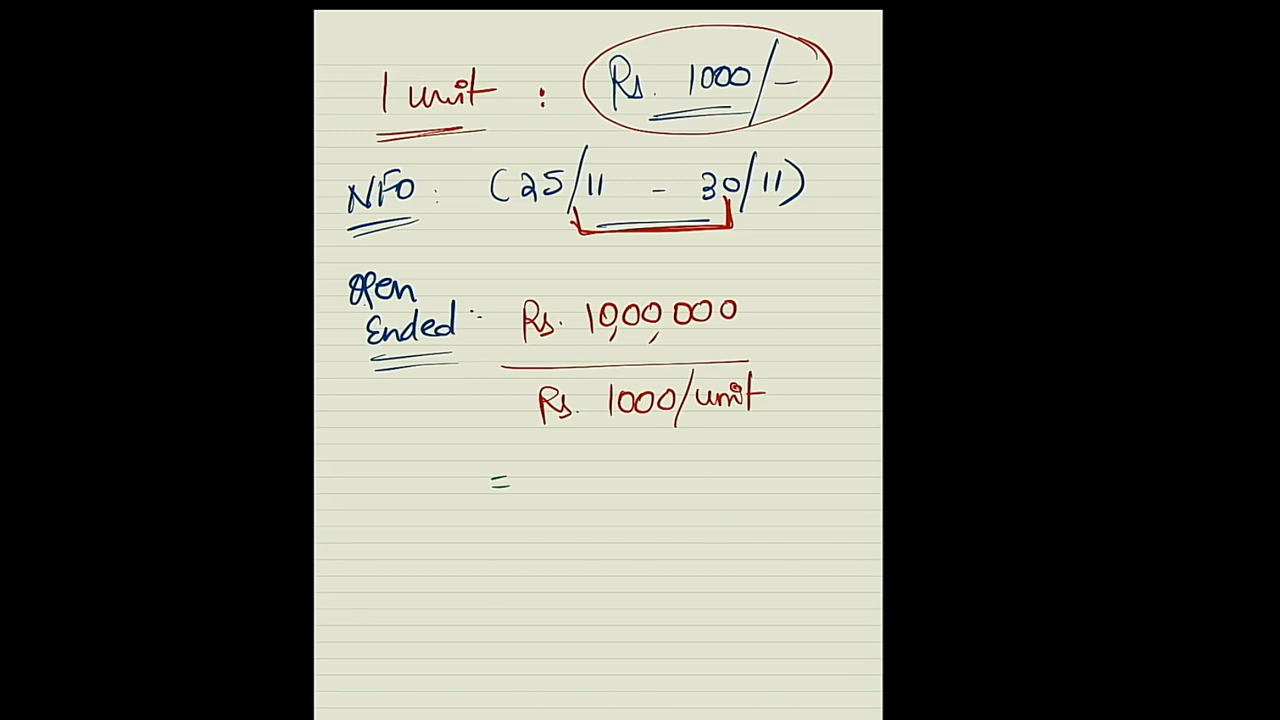 1 unit : Rs. 1000/-
NFO : (25/11 - 30/11)
Open
Ended :
Rs. 10,00,000
Rs. 1000/unit
=